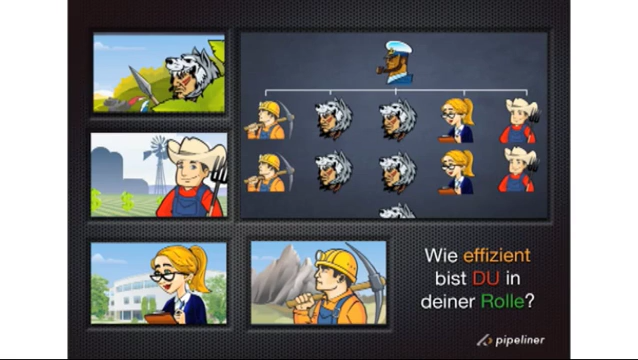 Wie effizient
bist DU in
deiner Rolle?
pipeliner